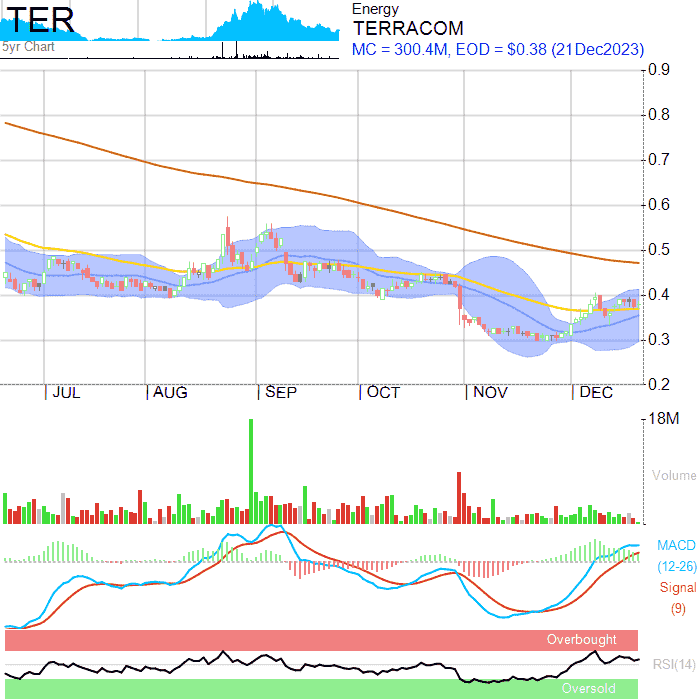 TER
5yr Chart
Energy
TERRACOM
MC = 300.4M, EOD = $0.38 (21Dec2023)
0.9
0.8
0.7
0.6
0.5
0.4
0.3
0.2
JUL AUG SEP OCT NOV DEC
18M
Volume
MACD
(12-26)
Signal
(9)
Overbought
RSI(14)
Oversold